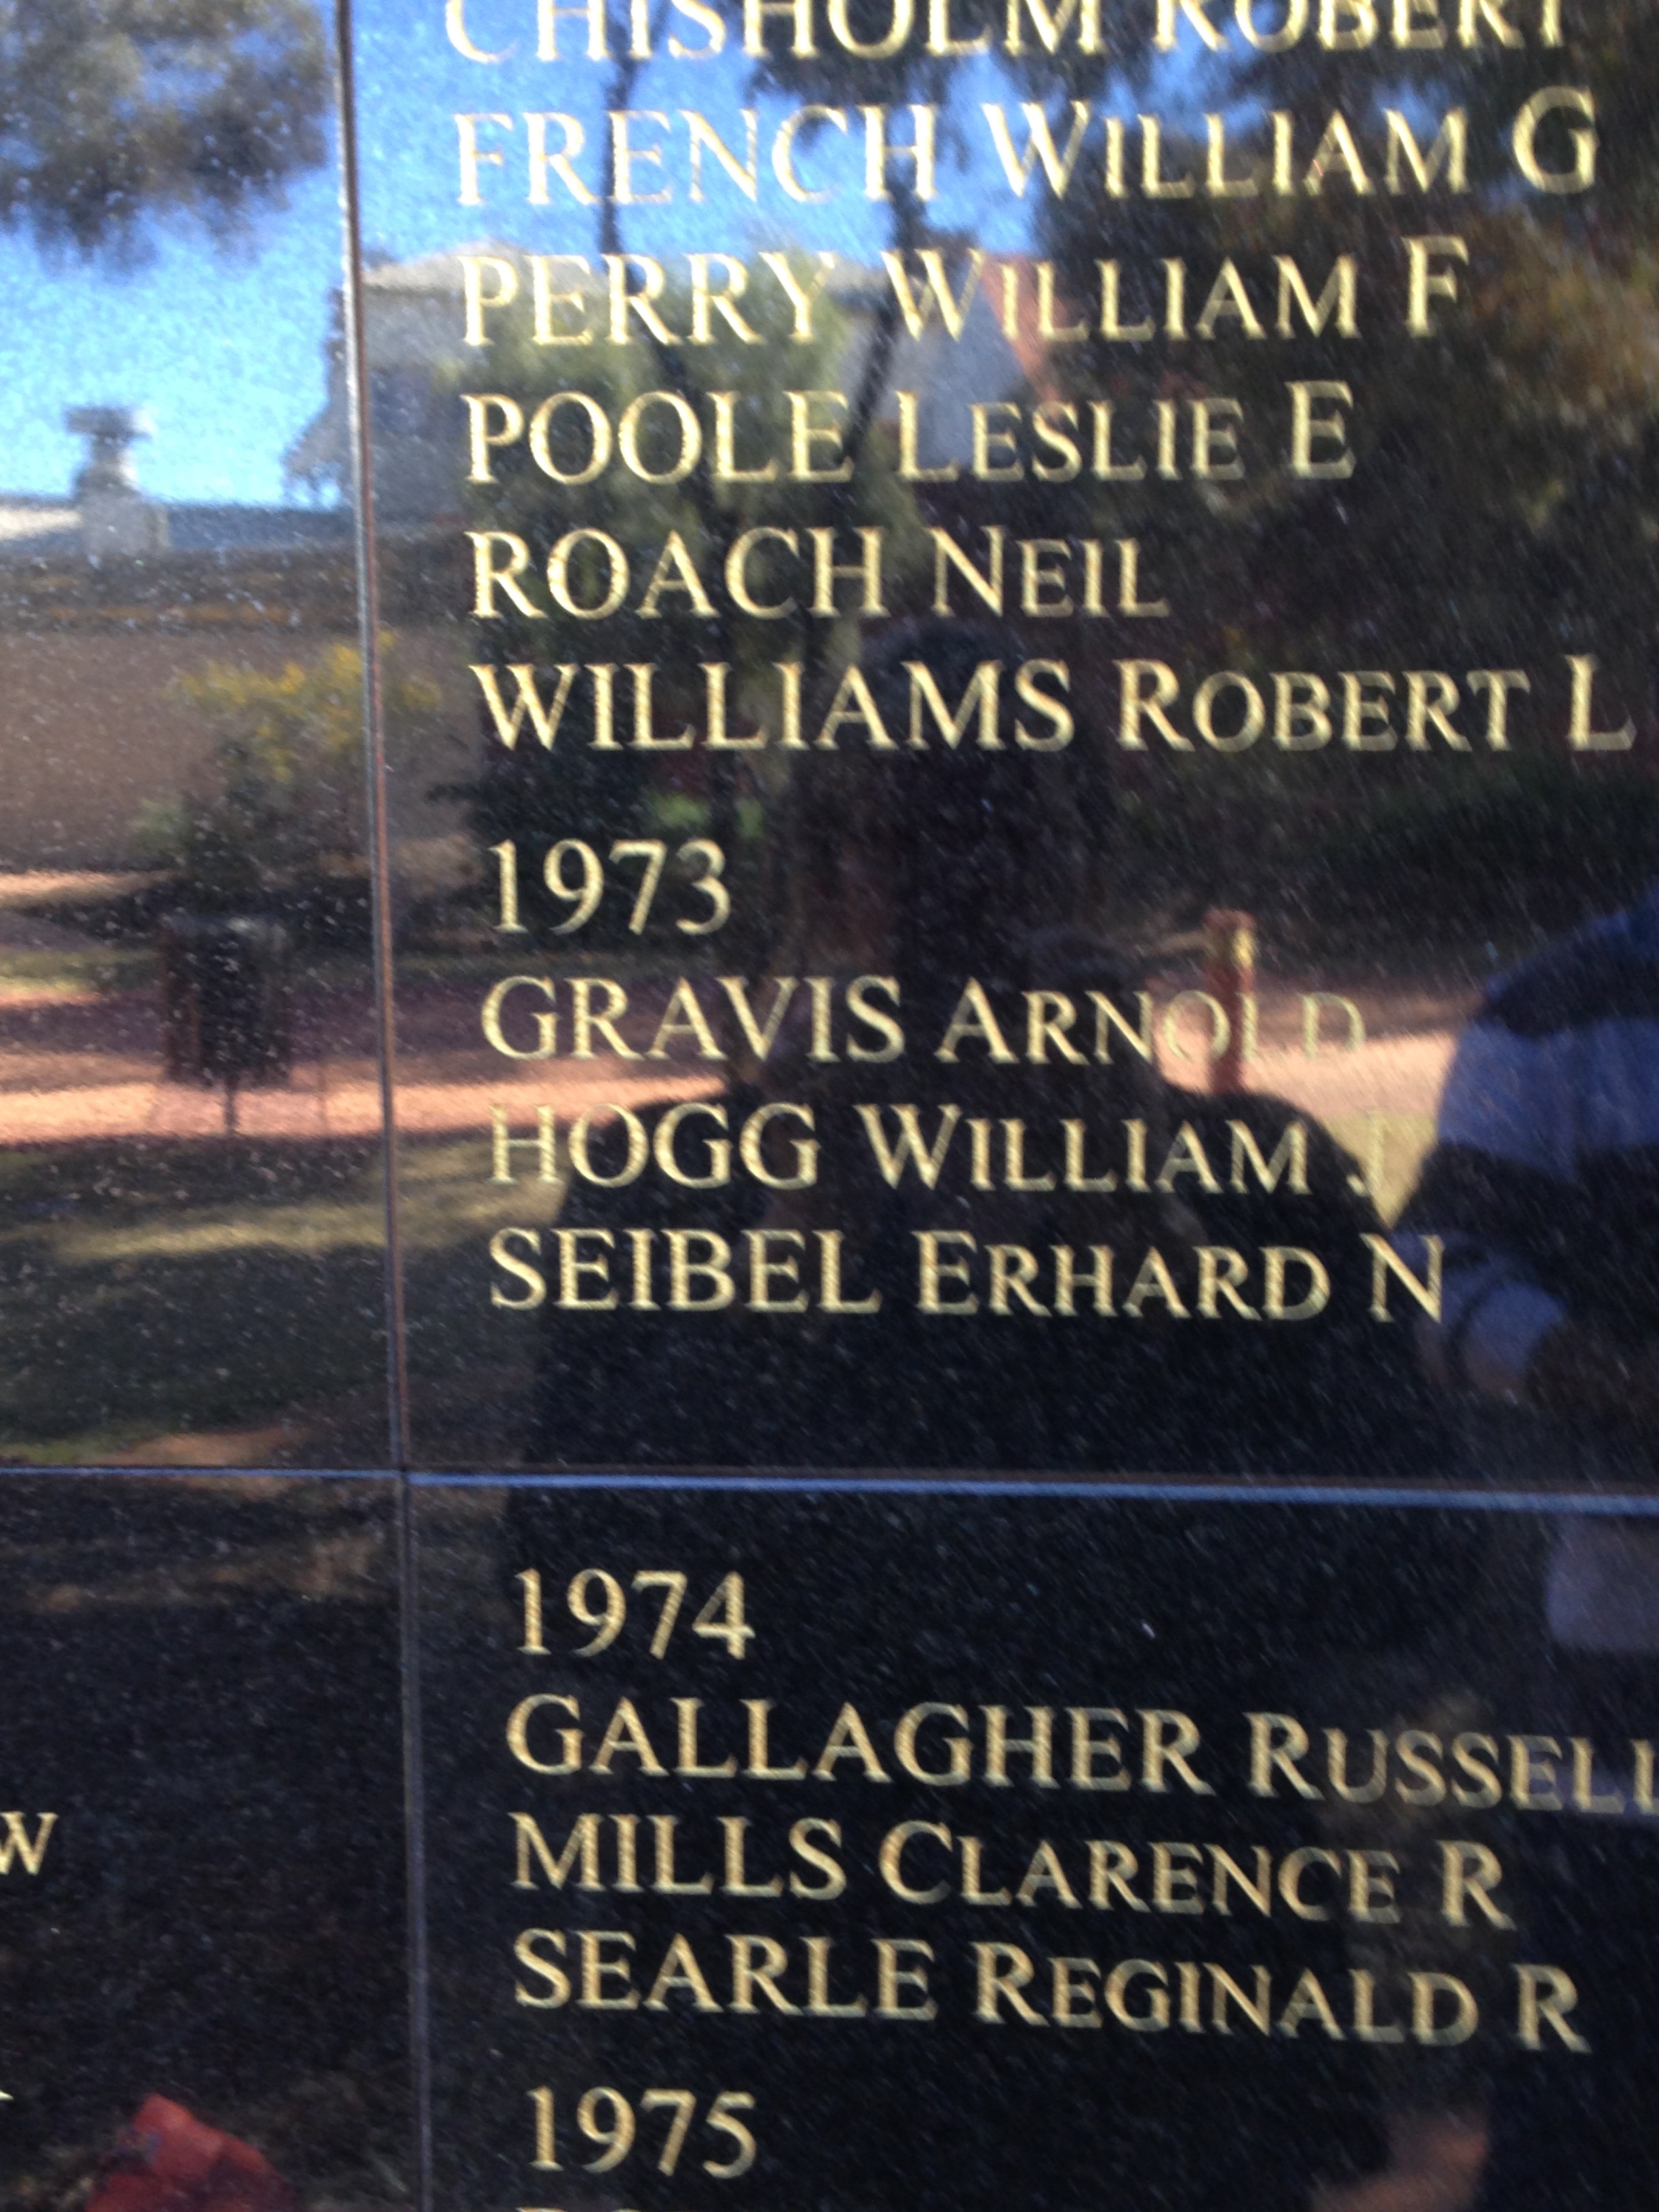 CHISHOLM ROBERT
FRENCH WILLIAM G
PERRY WILLIAM F
POOLE LESLIE E
ROACH NEIL
WILLIAMS ROBERT L
1973
GRAVIS ARNOLD
HOGG WILLIAM J
SEIBEL ERHARD N
1974
GALLAGHER RUSSELL
MILLS CLARENCE R
W
SEARLE REGINALD R
1975